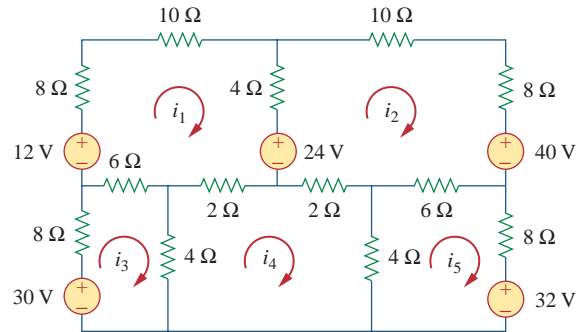 10 Ω 10 Ω
8 Ω 4 Ω 8 Ω
i1 i2
+ + +
12 V − 24 V − 40 V −
6 Ω
2 Ω 2 Ω 6 Ω
8 Ω 4 Ω 4 Ω 8 Ω
i3 i4 i5
+ +
30 V − 32 V −